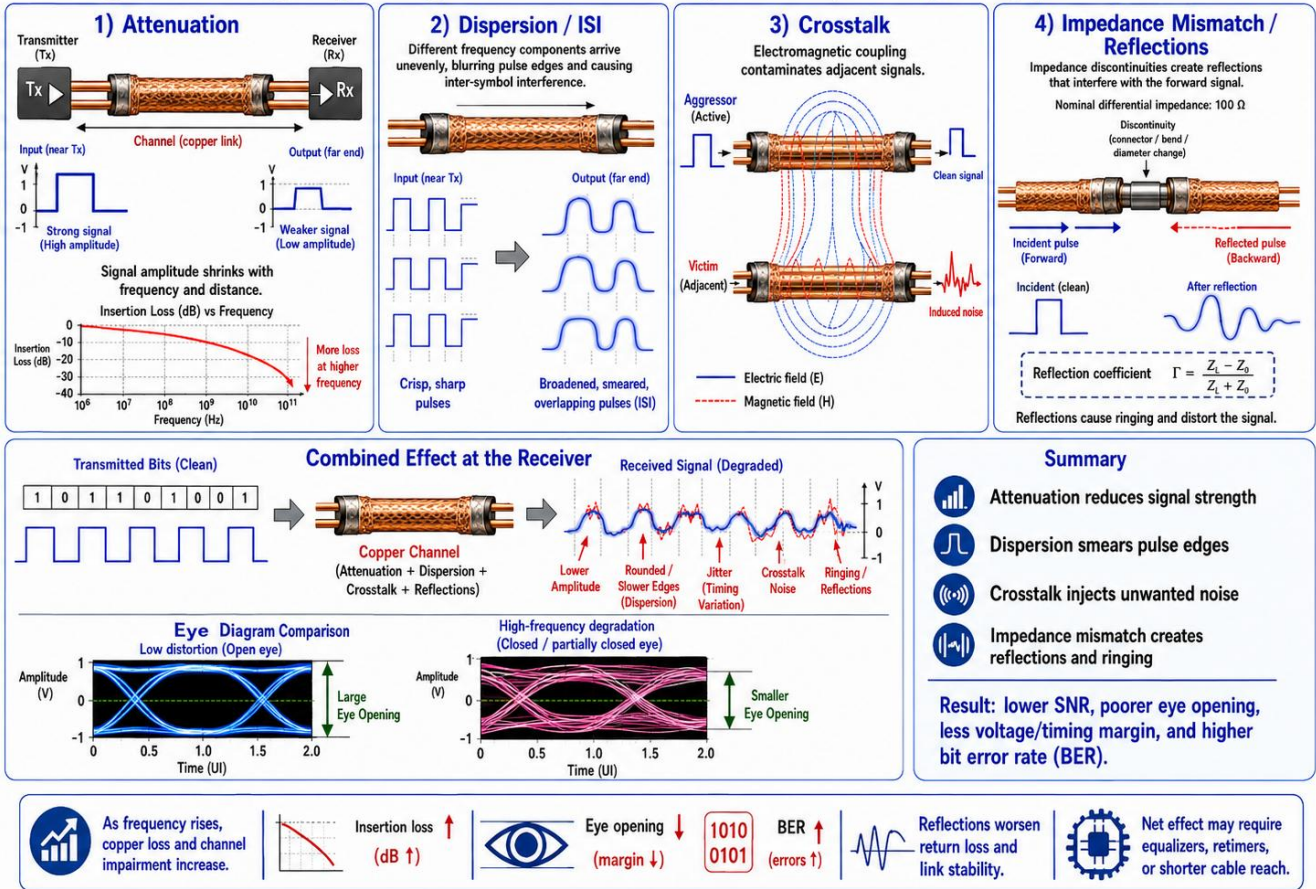 1) Attenuation
Transmitter
(Tx)
Receiver
(Rx)
Tx
Rx
Channel (copper link)
Input (near Tx)
Output (far end)
V
1
0
-1
V
1
0
-1
Strong signal
(High amplitude)
Weaker signal
(Low amplitude)
Signal amplitude shrinks with
frequency and distance.
Insertion Loss (dB) vs Frequency
Insertion
Loss (dB)
0
-10
-20
-30
-40
10⁶ 10⁷ 10⁸ 10⁹ 10¹⁰ 10¹¹
Frequency (Hz)
More loss
at higher
frequency
2) Dispersion / ISI
Different frequency components arrive
unevenly, blurring pulse edges and causing
inter-symbol interference.
Input (near Tx)
Output (far end)
Crisp, sharp
pulses
Broadened, smeared,
overlapping pulses (ISI)
3) Crosstalk
Electromagnetic coupling
contaminates adjacent signals.
Aggressor
(Active)
Clean signal
Victim
(Adjacent)
Induced noise
Electric field (E)
Magnetic field (H)
4) Impedance Mismatch /
Reflections
Impedance discontinuities create reflections
that interfere with the forward signal.
Nominal differential impedance: 100 Ω
Discontinuity
(connector / bend /
diameter change)
Incident pulse
(Forward)
Reflected pulse
(Backward)
Incident (clean)
After reflection
Reflection coefficient Γ = (Z_L − Z_0) / (Z_L + Z_0)
Reflections cause ringing and distort the signal.
Combined Effect at the Receiver
Transmitted Bits (Clean)
1 0 1 1 0 1 0 0 1
Copper Channel
(Attenuation + Dispersion +
Crosstalk + Reflections)
Received Signal (Degraded)
V
1
0
-1
Lower
Amplitude
Rounded /
Slower Edges
(Dispersion)
Jitter
(Timing
Variation)
Crosstalk
Noise
Ringing /
Reflections
Eye Diagram Comparison
Low distortion (Open eye)
Amplitude
(V)
1
0
-1
0 0.5 1.0 1.5 2.0
Time (UI)
Large
Eye Opening
High-frequency degradation
(Closed / partially closed eye)
Amplitude
(V)
1
0
-1
0 0.5 1.0 1.5 2.0
Time (UI)
Smaller
Eye Opening
Summary
Attenuation reduces signal strength
Dispersion smears pulse edges
Crosstalk injects unwanted noise
Impedance mismatch creates
reflections and ringing
Result: lower SNR, poorer eye opening,
less voltage/timing margin, and higher
bit error rate (BER).
As frequency rises,
copper loss and channel
impairment increase.
Insertion loss ↑
(dB ↑)
Eye opening ↓
(margin ↓)
1010
0101
BER ↑
(errors ↑)
Reflections worsen
return loss and
link stability.
Net effect may require
equalizers, retimers,
or shorter cable reach.